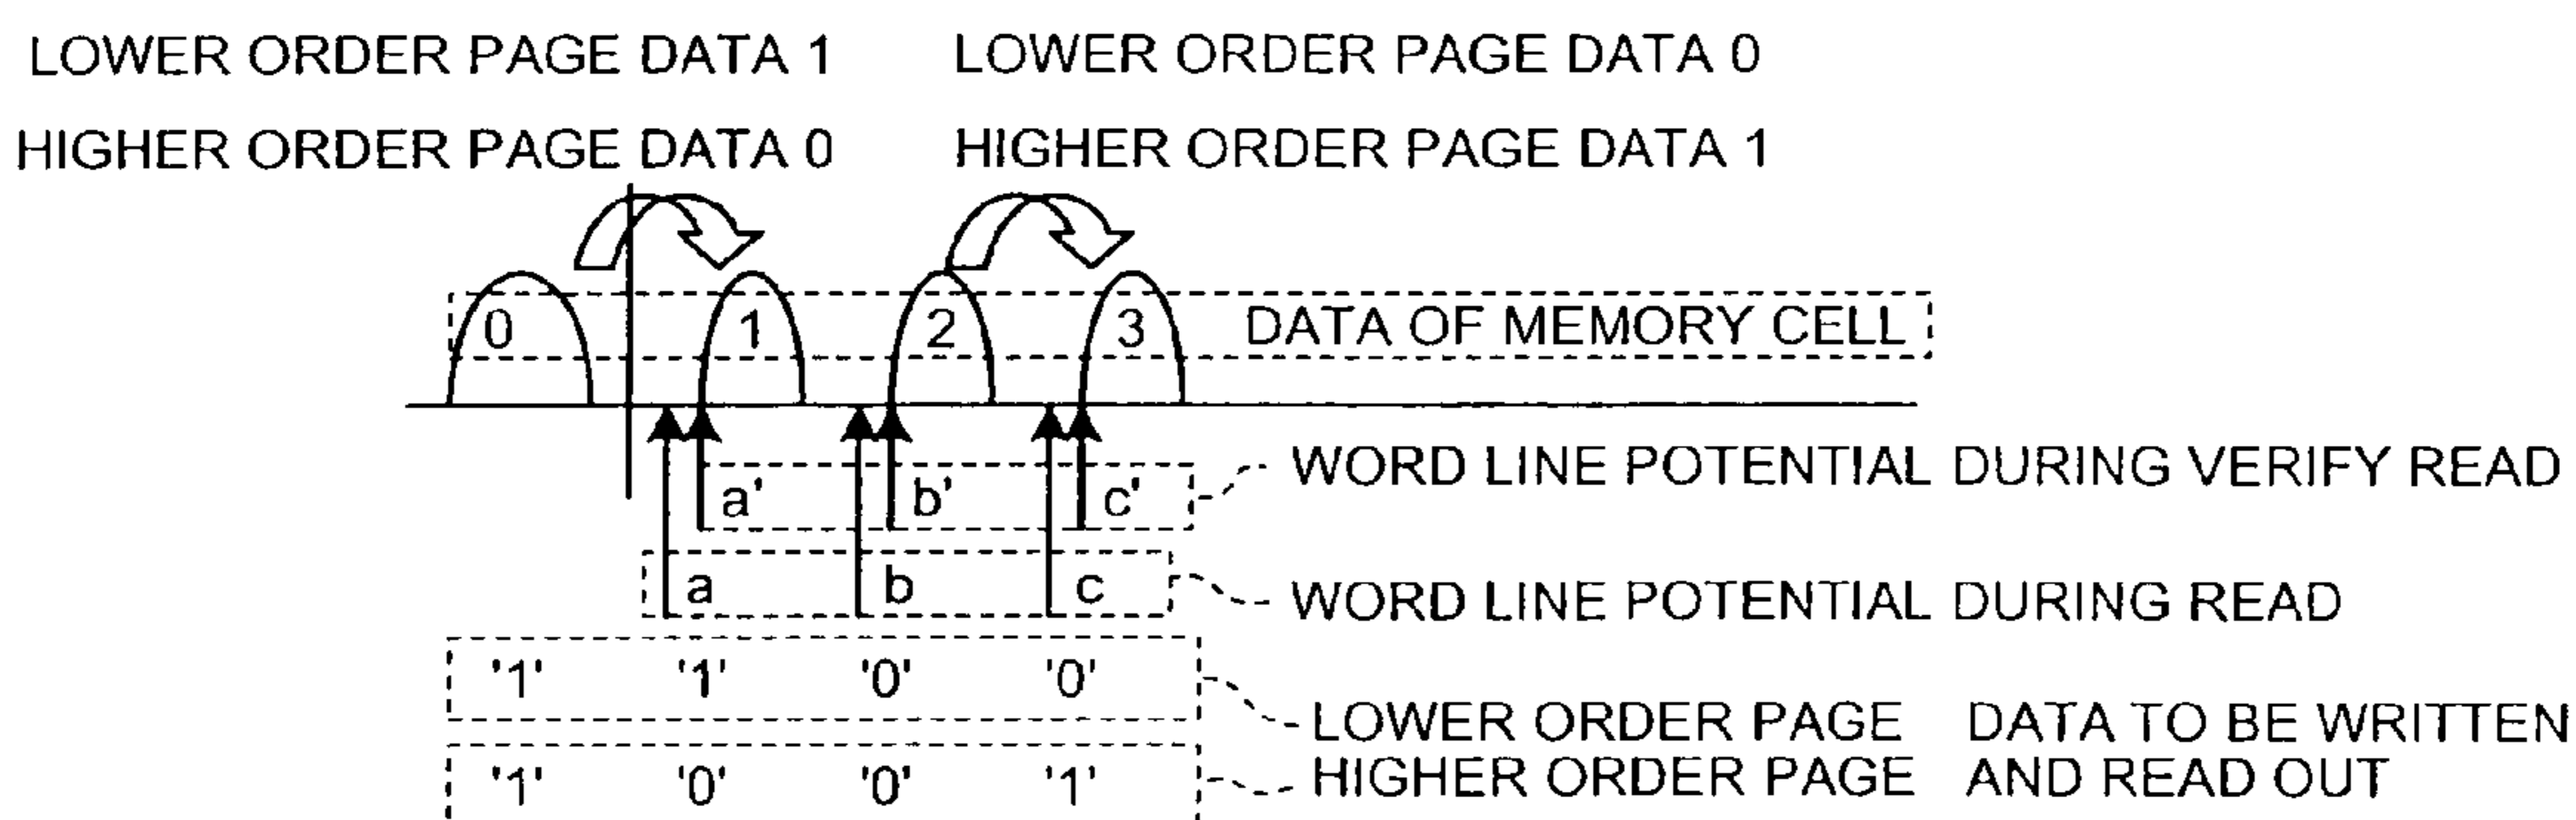 LOWER ORDER PAGE DATA 1 LOWER ORDER PAGE DATA 0
HIGHER ORDER PAGE DATA 0 HIGHER ORDER PAGE DATA 1
0 1 2 3 DATA OF MEMORY CELL
WORD LINE POTENTIAL DURING VERIFY READ
a' b' c'
a b c WORD LINE POTENTIAL DURING READ
'1' '1' '0' '0'
LOWER ORDER PAGE DATA TO BE WRITTEN
'1' '0' '0' '1' HIGHER ORDER PAGE AND READ OUT